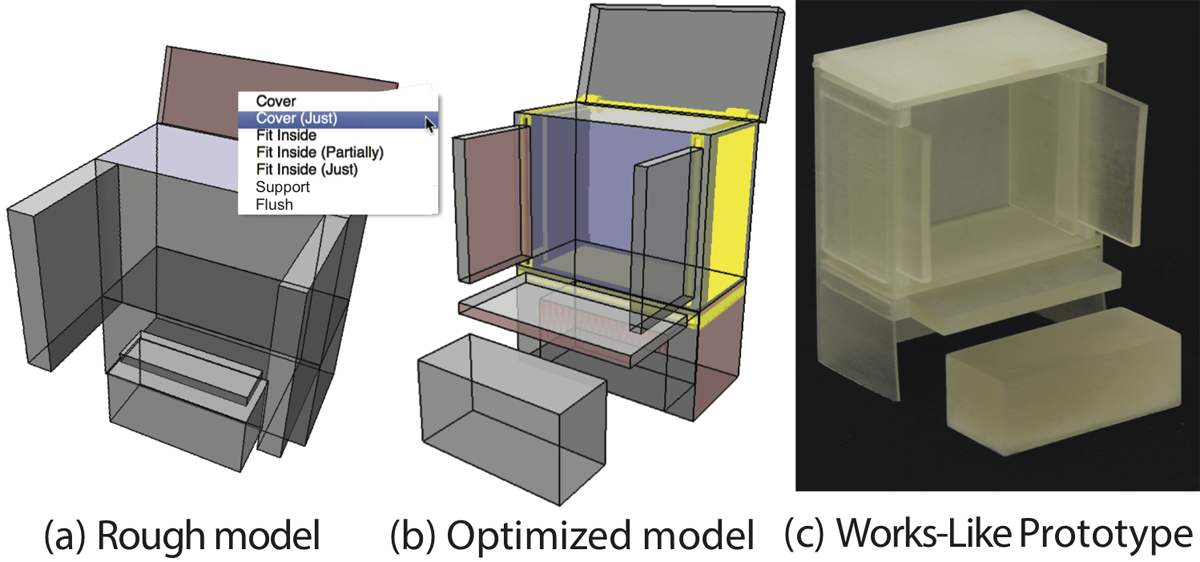 Cover
Cover (Just)
Fit Inside
Fit Inside (Partially)
Fit Inside (Just)
Support
Flush
(a) Rough model
(b) Optimized model
(c) Works-Like Prototype